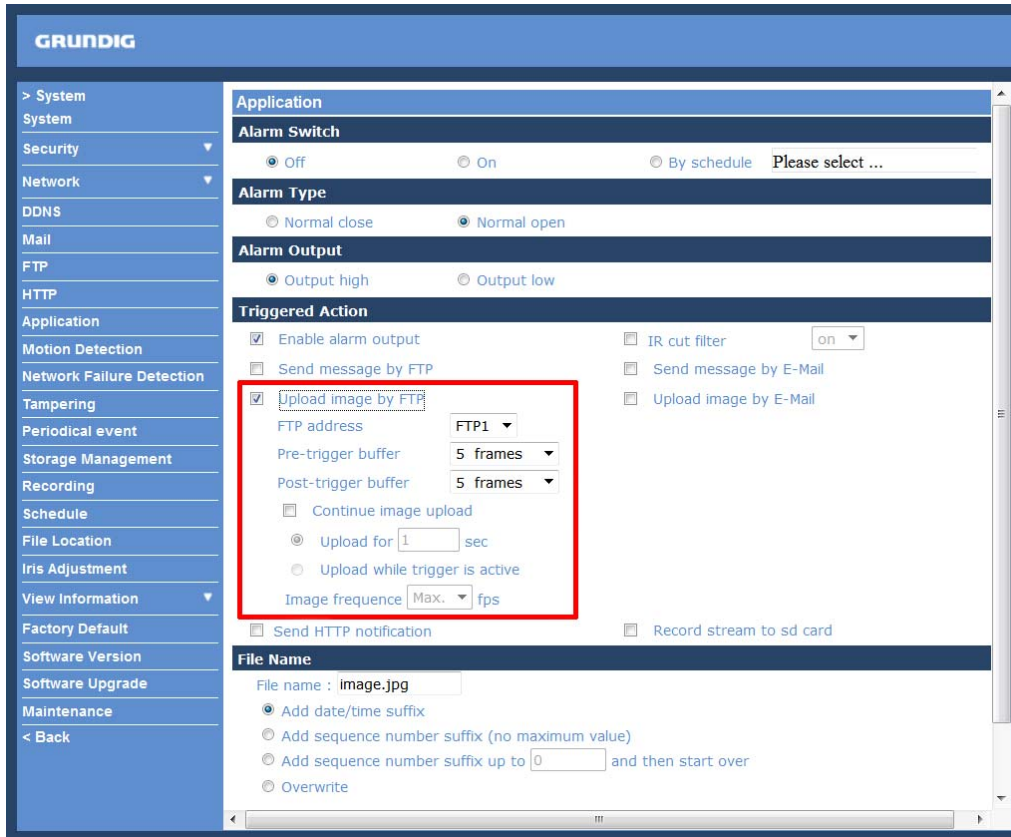 GRUNDIG
> System
System
Security
Network
DDNS
Mail
FTP
HTTP
Application
Motion Detection
Network Failure Detection
Tampering
Periodical event
Storage Management
Recording
Schedule
File Location
Iris Adjustment
View Information
Factory Default
Software Version
Software Upgrade
Maintenance
< Back
Application
Alarm Switch
Off On By schedule Please select ...
Alarm Type
Normal close Normal open
Alarm Output
Output high Output low
Triggered Action
Enable alarm output IR cut filter on
Send message by FTP Send message by E-Mail
Upload image by FTP Upload image by E-Mail
FTP address FTP1
Pre-trigger buffer 5 frames
Post-trigger buffer 5 frames
Continue image upload
Upload for 1 sec
Upload while trigger is active
Image frequence Max. fps
Send HTTP notification Record stream to sd card
File Name
File name : image.jpg
Add date/time suffix
Add sequence number suffix (no maximum value)
Add sequence number suffix up to 0 and then start over
Overwrite